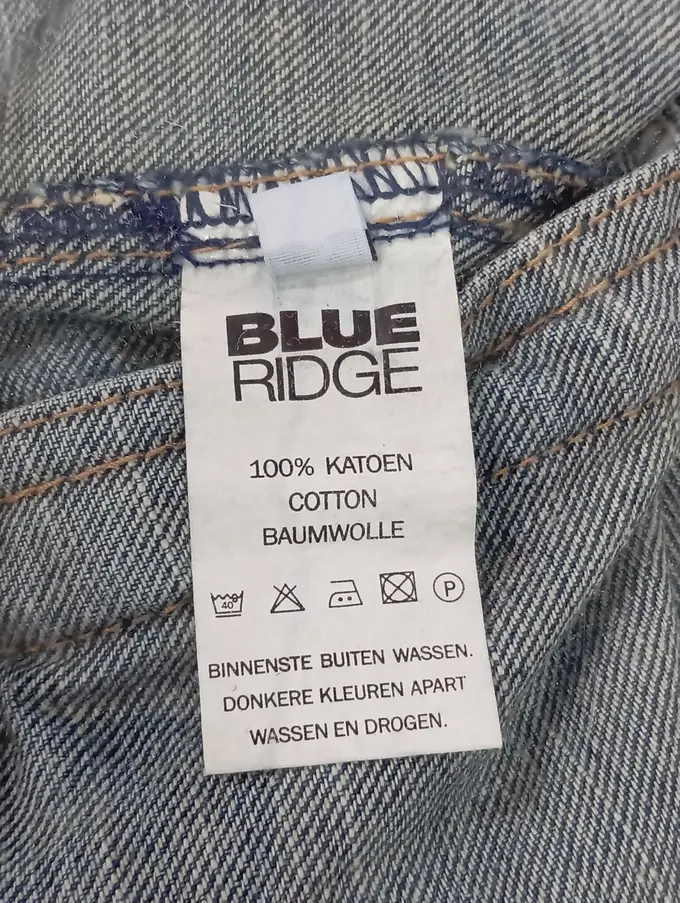 BLUE
RIDGE
100% KATOEN
COTTON
BAUMWOLLE
40° P
BINNENSTE BUITEN WASSEN.
DONKERE KLEUREN APART
WASSEN EN DROGEN.